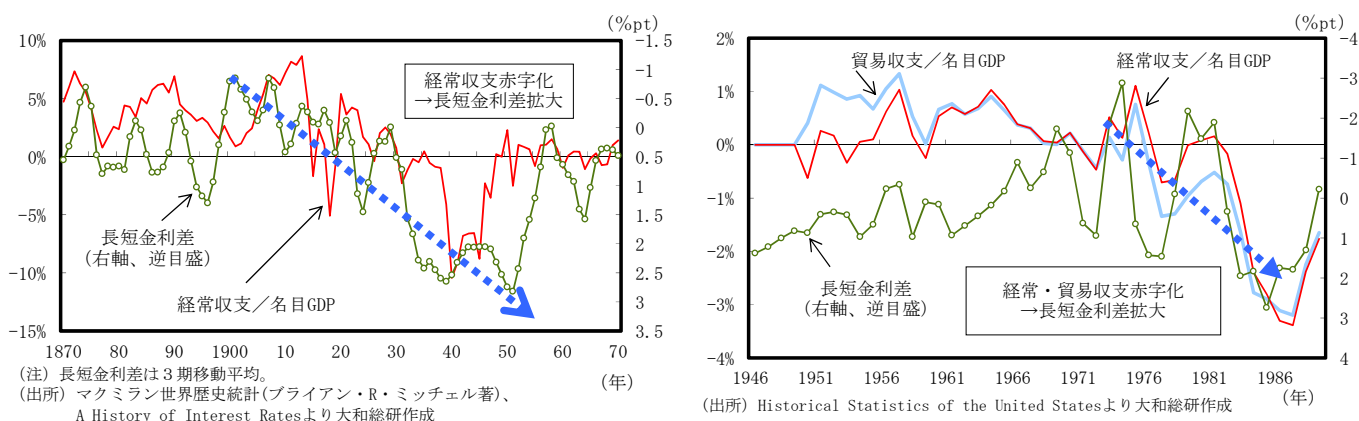 (%pt)
10%
5%
0%
-5%
-10%
-15%
-1.5
-1
-0.5
0
0.5
1
1.5
2
2.5
3
3.5
経常収支赤字化
→長短金利差拡大
長短金利差
(右軸、逆目盛)
経常収支／名目GDP
1870 80 90 1900 10 20 30 40 50 60 70
(年)
(注) 長短金利差は３期移動平均。
(出所) マクミラン世界歴史統計(ブライアン・R・ミッチェル著)、
A History of Interest Ratesより大和総研作成
(%pt)
2%
1%
0%
-1%
-2%
-3%
-4%
-4
-3
-2
-1
0
1
2
3
4
貿易収支／名目GDP
経常収支／名目GDP
長短金利差
(右軸、逆目盛)
経常・貿易収支赤字化
→長短金利差拡大
1946 1951 1956 1961 1966 1971 1976 1981 1986
(年)
(出所) Historical Statistics of the United Statesより大和総研作成